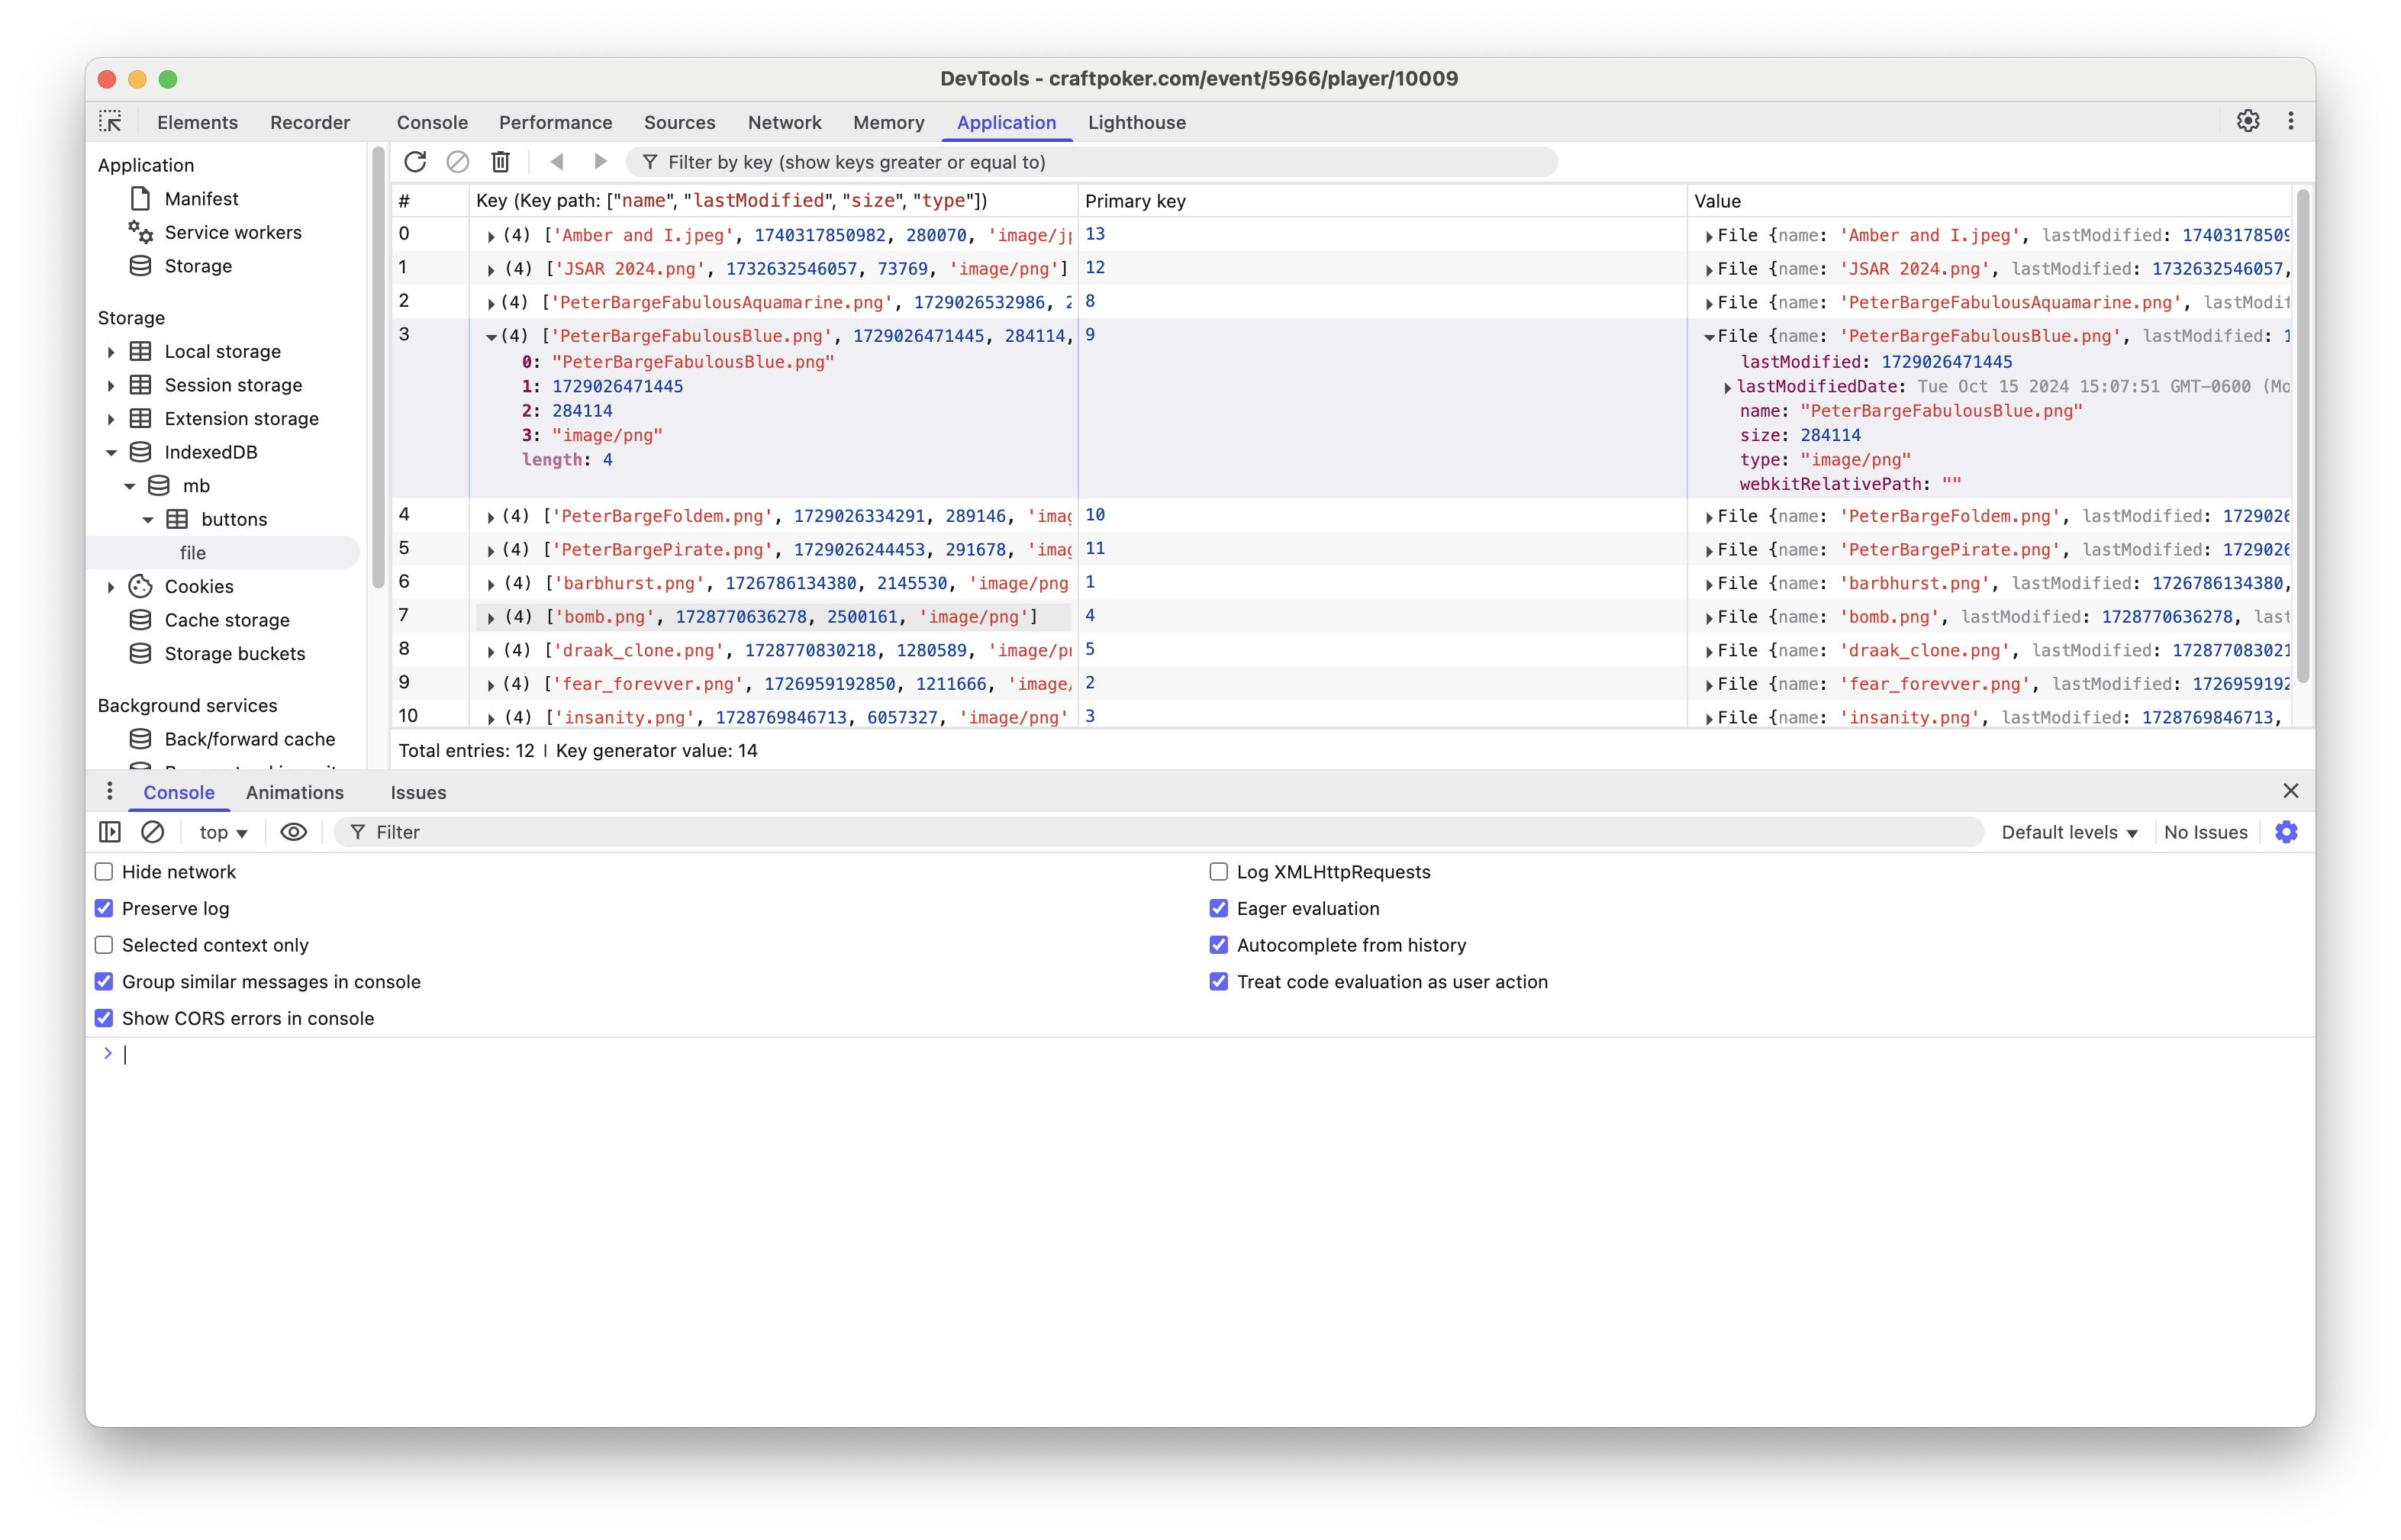 DevTools - craftpoker.com/event/5966/player/10009
Elements Recorder Console Performance Sources Network Memory Application Lighthouse
Application
Manifest
Service workers
Storage
Storage
Local storage
Session storage
Extension storage
IndexedDB
mb
buttons
file
Cookies
Cache storage
Storage buckets
Background services
Back/forward cache
Filter by key (show keys greater or equal to)
# Key (Key path: ["name", "lastModified", "size", "type"]) Primary key Value
0 (4) ['Amber and I.jpeg', 1740317850982, 280070, 'image/jp 13 File {name: 'Amber and I.jpeg', lastModified: 17403178509
1 (4) ['JSAR 2024.png', 1732632546057, 73769, 'image/png'] 12 File {name: 'JSAR 2024.png', lastModified: 1732632546057,
2 (4) ['PeterBargeFabulousAquamarine.png', 1729026532986, 2 8 File {name: 'PeterBargeFabulousAquamarine.png', lastModif
3 (4) ['PeterBargeFabulousBlue.png', 1729026471445, 284114, 9 File {name: 'PeterBargeFabulousBlue.png', lastModified: 1
0: "PeterBargeFabulousBlue.png" lastModified: 1729026471445
1: 1729026471445 lastModifiedDate: Tue Oct 15 2024 15:07:51 GMT-0600 (Mo
2: 284114 name: "PeterBargeFabulousBlue.png"
3: "image/png" size: 284114
length: 4 type: "image/png"
webkitRelativePath: ""
4 (4) ['PeterBargeFoldem.png', 1729026334291, 289146, 'imag 10 File {name: 'PeterBargeFoldem.png', lastModified: 1729026
5 (4) ['PeterBargePirate.png', 1729026244453, 291678, 'imag 11 File {name: 'PeterBargePirate.png', lastModified: 1729026
6 (4) ['barbhurst.png', 1726786134380, 2145530, 'image/png 1 File {name: 'barbhurst.png', lastModified: 1726786134380,
7 (4) ['bomb.png', 1728770636278, 2500161, 'image/png'] 4 File {name: 'bomb.png', lastModified: 1728770636278, last
8 (4) ['draak_clone.png', 1728770830218, 1280589, 'image/pn 5 File {name: 'draak_clone.png', lastModified: 172877083021
9 (4) ['fear_forevver.png', 1726959192850, 1211666, 'image/ 2 File {name: 'fear_forevver.png', lastModified: 1726959192
10 (4) ['insanity.png', 1728769846713, 6057327, 'image/png' 3 File {name: 'insanity.png', lastModified: 1728769846713,
Total entries: 12 | Key generator value: 14
Console Animations Issues
top Filter Default levels No Issues
Hide network
Preserve log
Selected context only
Group similar messages in console
Show CORS errors in console
Log XMLHttpRequests
Eager evaluation
Autocomplete from history
Treat code evaluation as user action